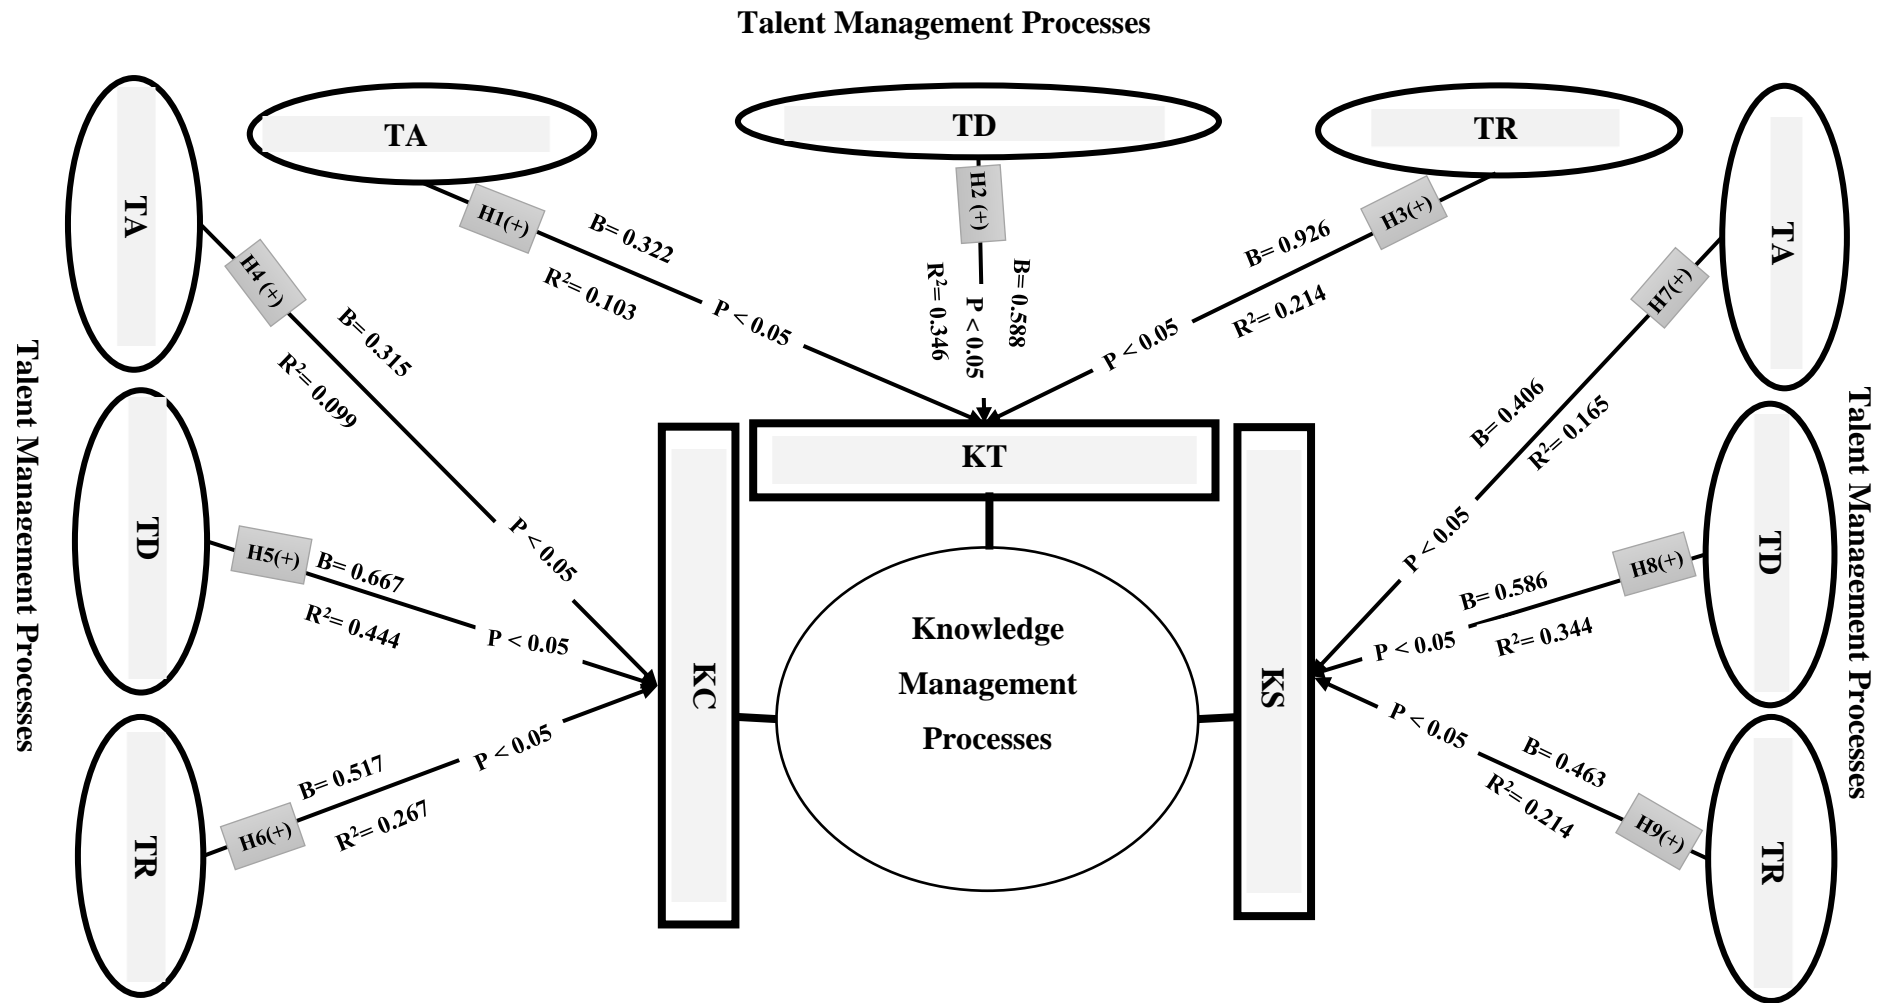 Talent Management Processes
TA
TD
TR
H1(+)
B= 0.322
R²= 0.103
P < 0.05
H2 (+)
B= 0.588
R²= 0.346
P < 0.05
H3(+)
B= 0.926
R²= 0.214
P < 0.05
Talent Management Processes
TA
H4 (+)
B= 0.315
R²= 0.099
P < 0.05
TD
H5(+)
B= 0.667
R²= 0.444
P < 0.05
TR
H6(+)
B= 0.517
R²= 0.267
P < 0.05
KC
KT
KS
Knowledge
Management
Processes
TA
H7(+)
B= 0.406
R²= 0.165
P < 0.05
TD
H8(+)
B= 0.586
R²= 0.344
P < 0.05
TR
H9(+)
B= 0.463
R²= 0.214
P < 0.05
Talent Management Processes